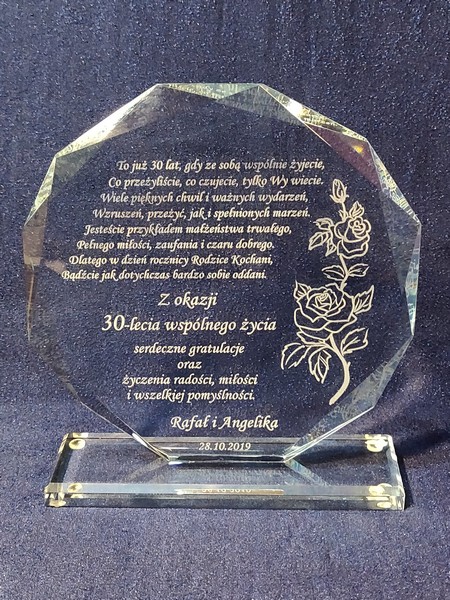 To już 30 lat, gdy ze sobą wspólnie żyjecie,
Co przeżyliście, co czujecie, tylko Wy wiecie.
Wiele pięknych chwil i ważnych wydarzeń,
Wzruszeń, przeżyć, jak i spełnionych marzeń.
Jesteście przykładem małżeństwa trwałego,
Pełnego miłości, zaufania i czaru dobrego.
Dlatego w dzień rocznicy Rodzice Kochani,
Bądźcie jak dotychczas bardzo sobie oddani.
Z okazji
30-lecia wspólnego życia
serdeczne gratulacje
oraz
życzenia radości, miłości
i wszelkiej pomyślności.
Rafał i Angelika
28.10.2019